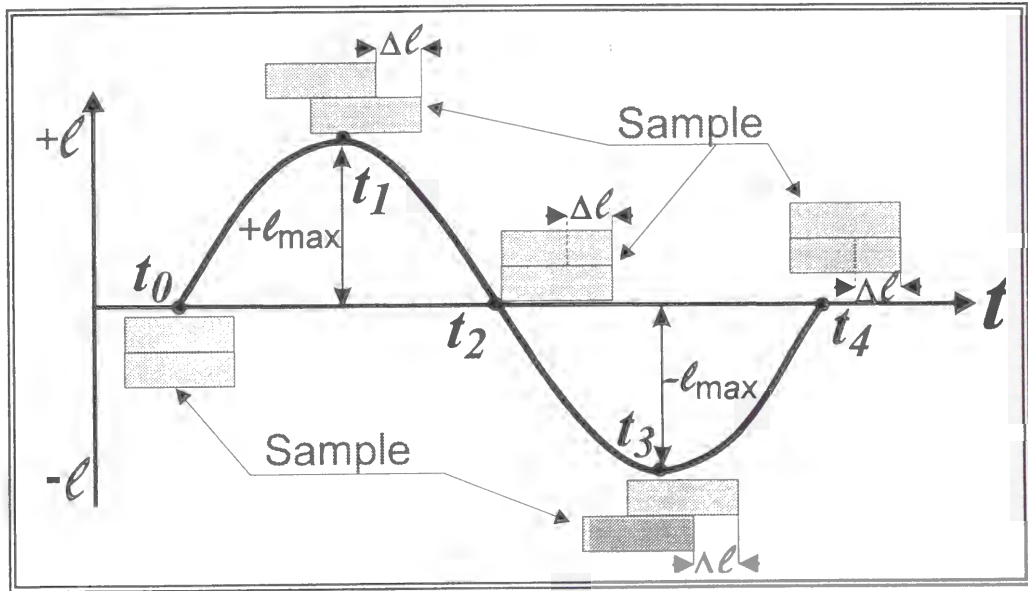 Δℓ
Sample
+ℓ
t1
Δℓ
+ℓmax
t0
Δℓ
t
t2
t4
-ℓmax
t3
Sample
-ℓ
Δℓ